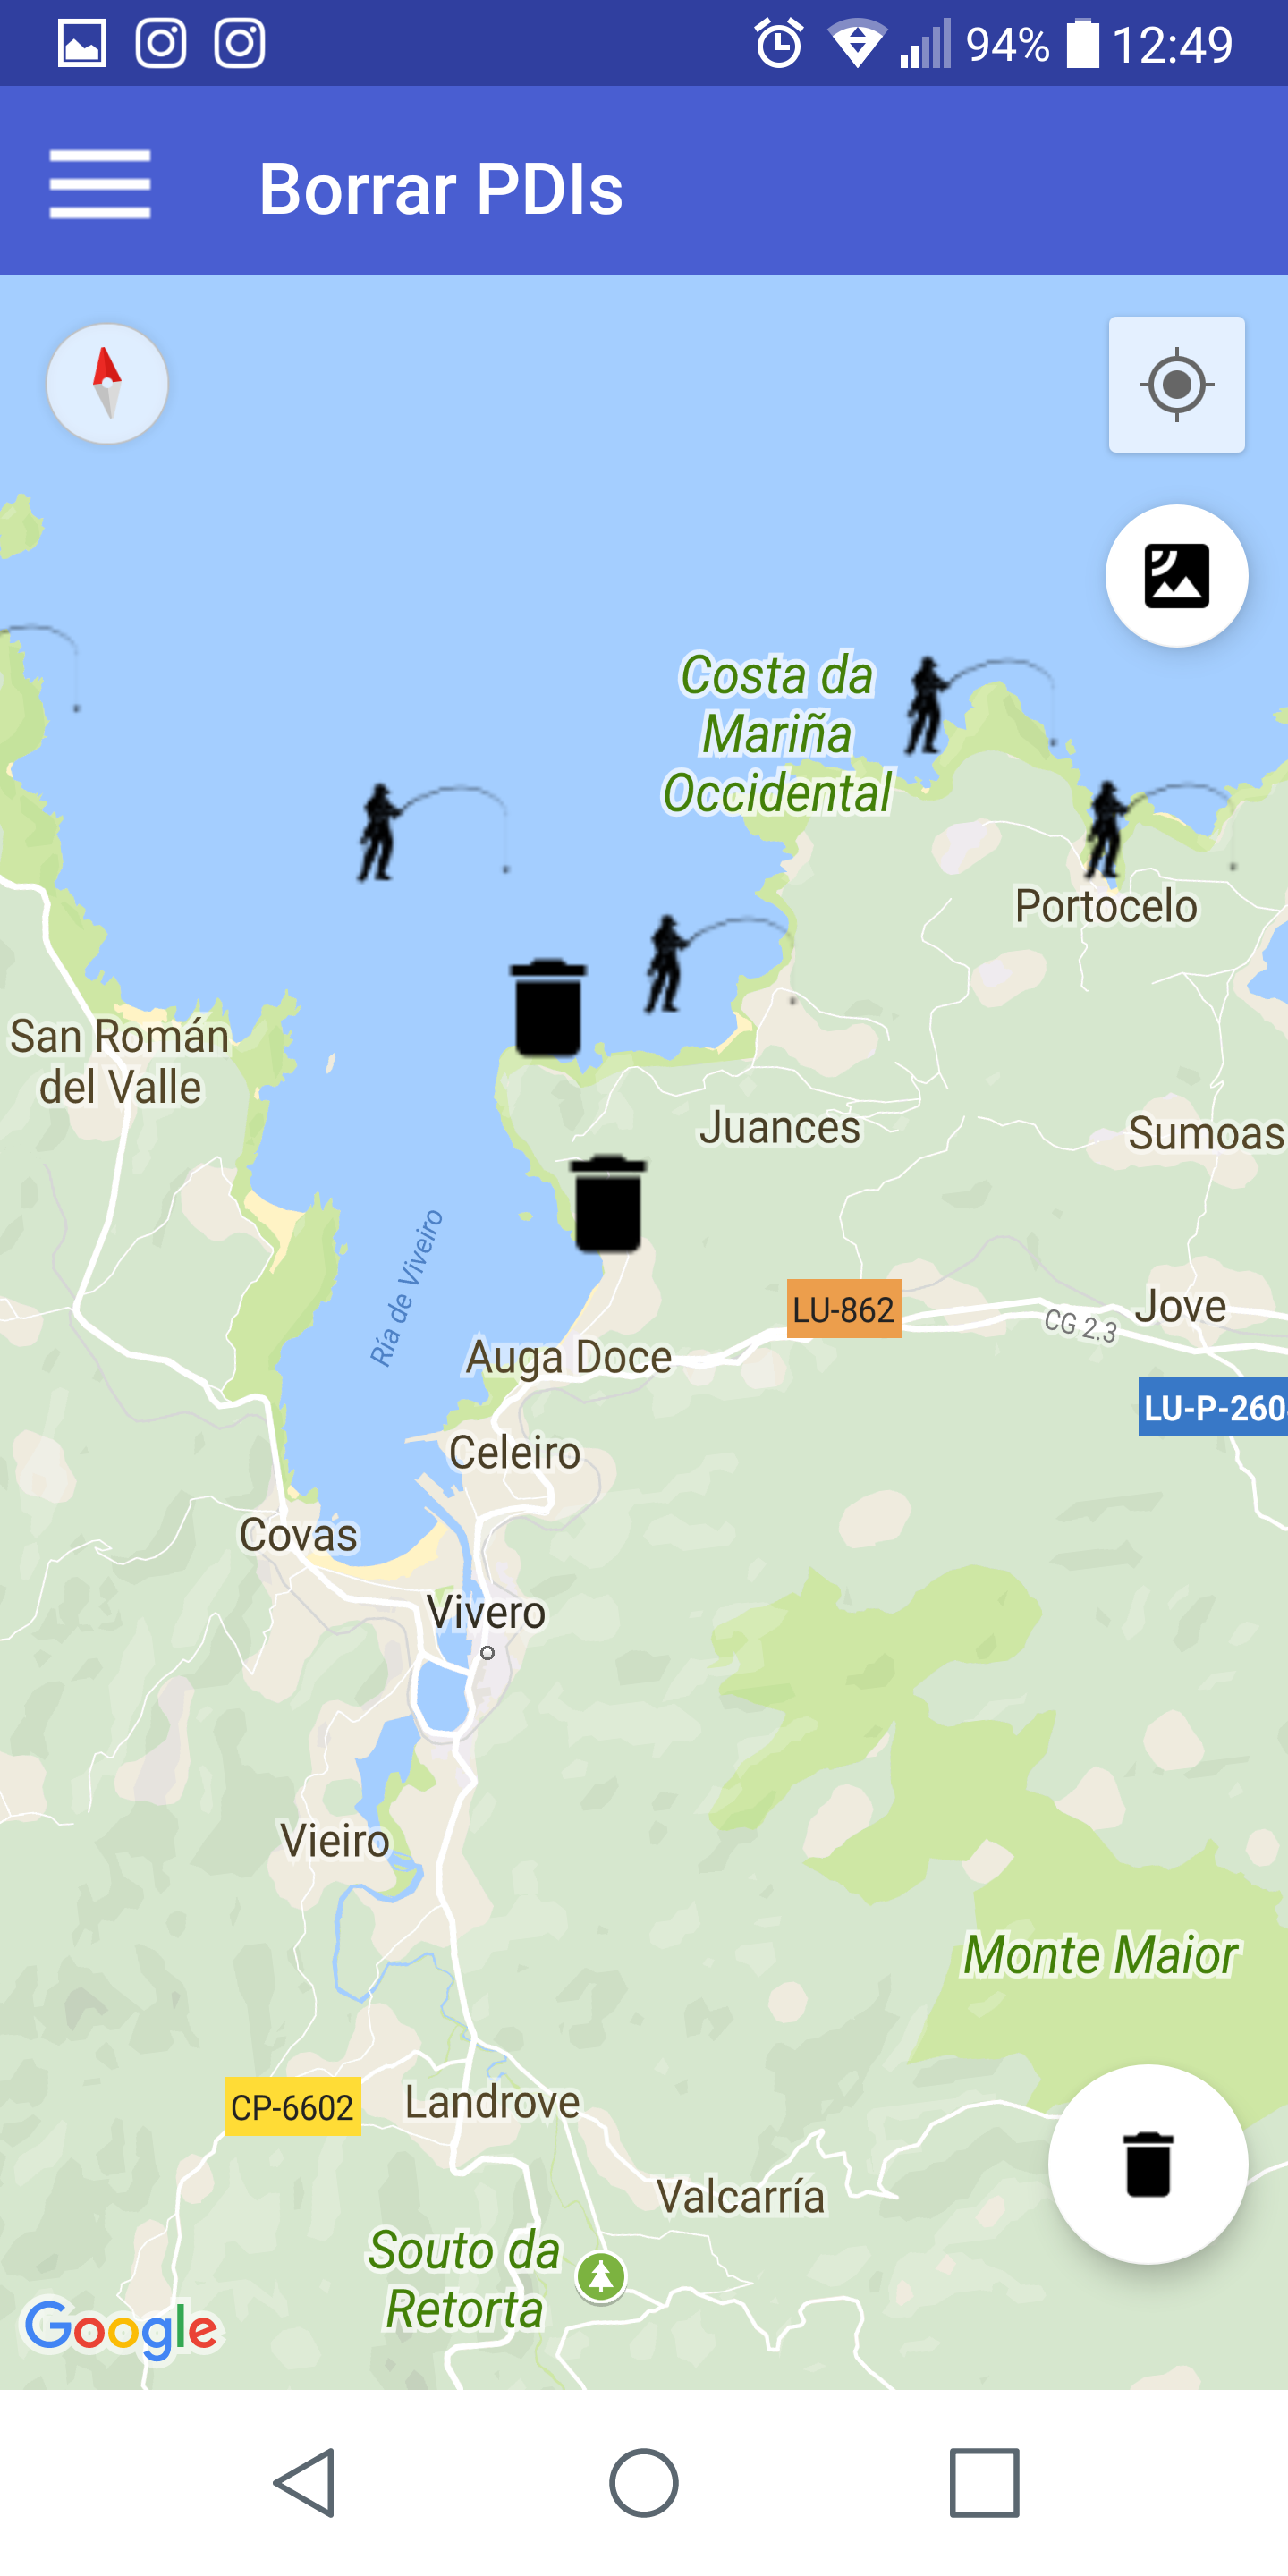 94% 12:49
Borrar PDIs
Costa da
Mariña
Occidental
Portocelo
San Román
del Valle
Juances
Sumoas
Ría de Viveiro
LU-862
CG 2.3
Jove
Auga Doce
LU-P-260
Celeiro
Covas
Vivero
Vieiro
Monte Maior
CP-6602
Landrove
Valcarría
Souto da
Retorta
Google